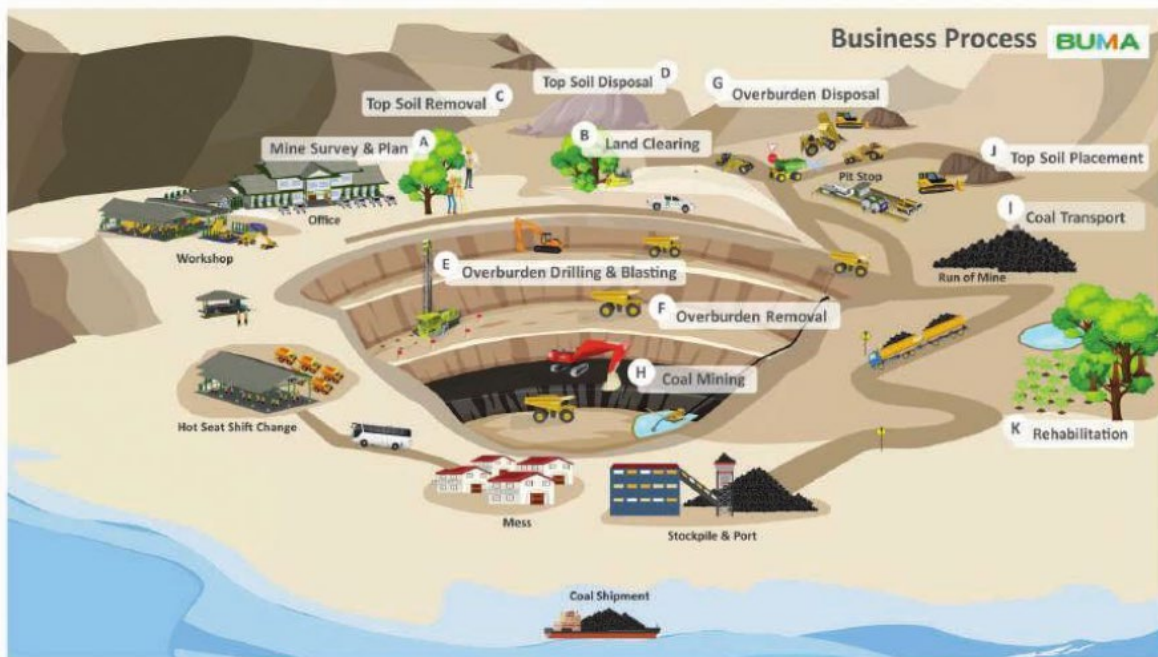 Business Process BUMA
D
Top Soil Disposal
G
Overburden Disposal
C
Top Soil Removal
B
Land Clearing
A
Mine Survey & Plan
J
Top Soil Placement
Pit Stop
I
Coal Transport
Office
Workshop
Run of Mine
E
Overburden Drilling & Blasting
F
Overburden Removal
H
Coal Mining
Hot Seat Shift Change
K
Rehabilitation
Mess
Stockpile & Port
Coal Shipment